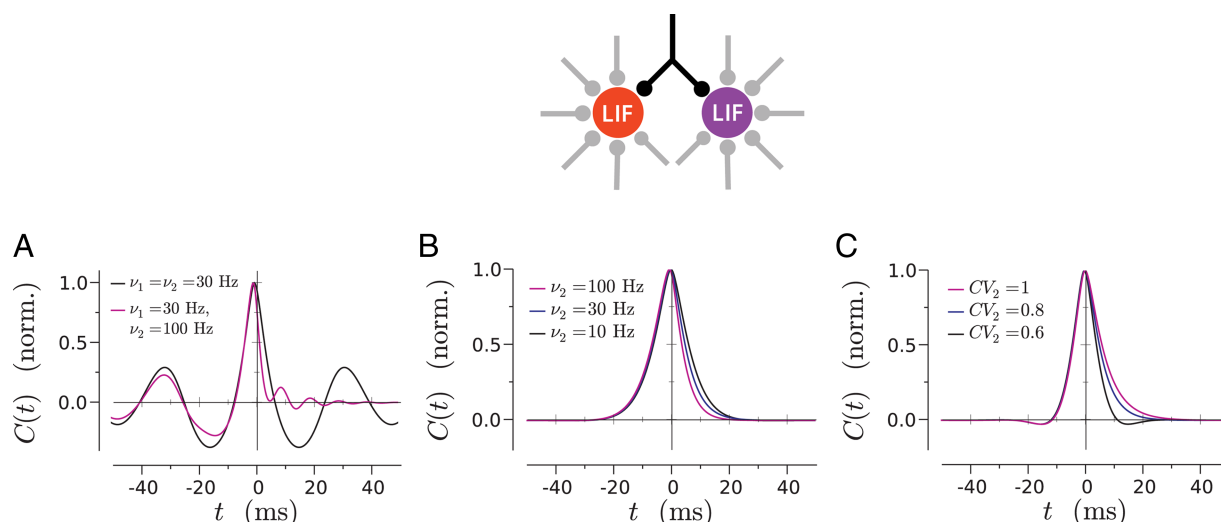 LIF LIF
A
C(t) (norm.)
1.0
0.5
0.0
ν₁ = ν₂ = 30 Hz
ν₁ = 30 Hz,
ν₂ = 100 Hz
-40 -20 0 20 40
t (ms)
B
C(t) (norm.)
1.0
0.5
0.0
ν₂ = 100 Hz
ν₂ = 30 Hz
ν₂ = 10 Hz
-40 -20 0 20 40
t (ms)
C
C(t) (norm.)
1.0
0.5
0.0
CV₂ = 1
CV₂ = 0.8
CV₂ = 0.6
-40 -20 0 20 40
t (ms)